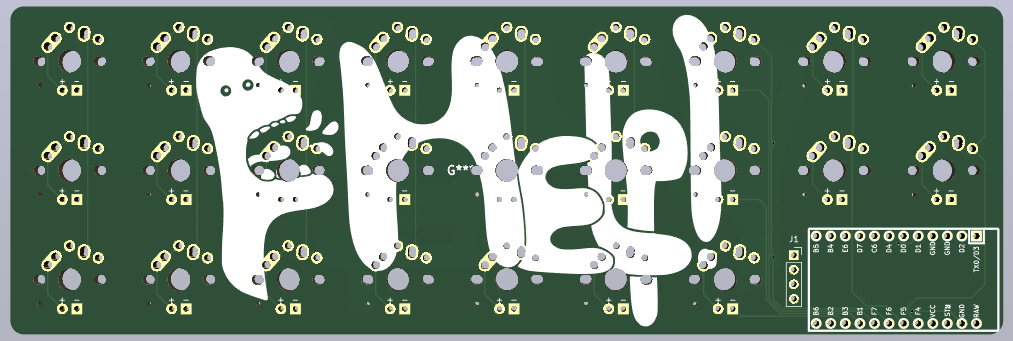 HElp!
G***
J1
B5 B4 E6 D7 C6 D4 D0 D1 GND GND D2 TX0/D3
B6 B2 B3 B1 F7 F6 F5 F4 VCC RST GND RAW